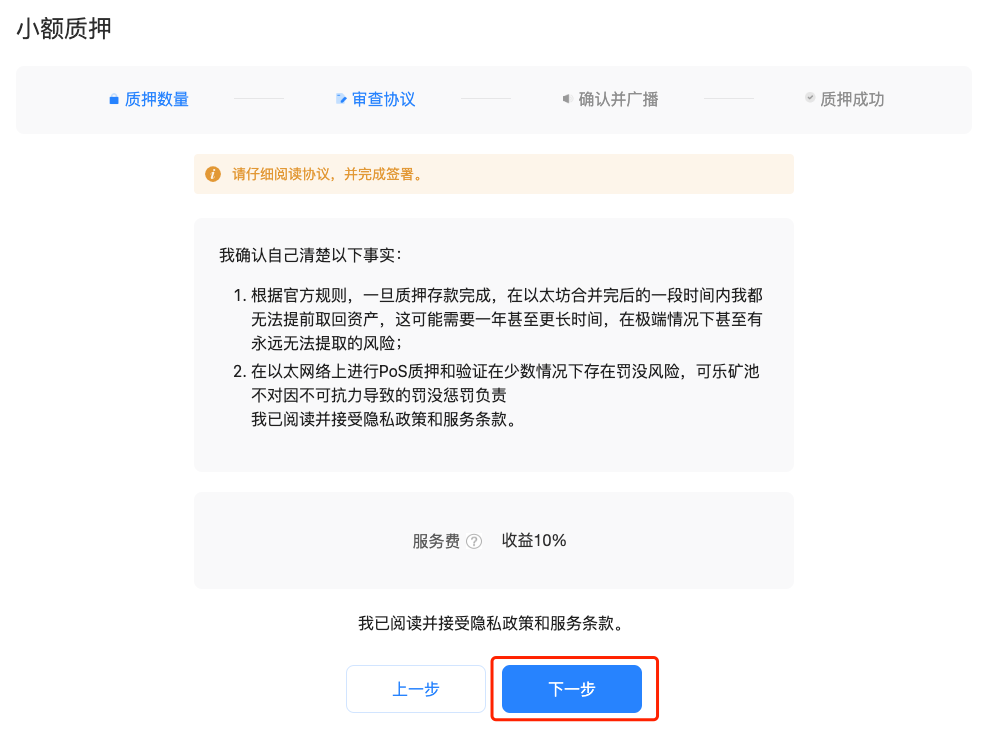 小额质押
质押数量 审查协议 确认并广播 质押成功
请仔细阅读协议，并完成签署。
我确认自己清楚以下事实：
1. 根据官方规则，一旦质押存款完成，在以太坊合并完后的一段时间内我都
无法提前取回资产，这可能需要一年甚至更长时间，在极端情况下甚至有
永远无法提取的风险；
2. 在以太网络上进行PoS质押和验证在少数情况下存在罚没风险，可乐矿池
不对因不可抗力导致的罚没惩罚负责
我已阅读并接受隐私政策和服务条款。
服务费 ? 收益10%
我已阅读并接受隐私政策和服务条款。
上一步 下一步